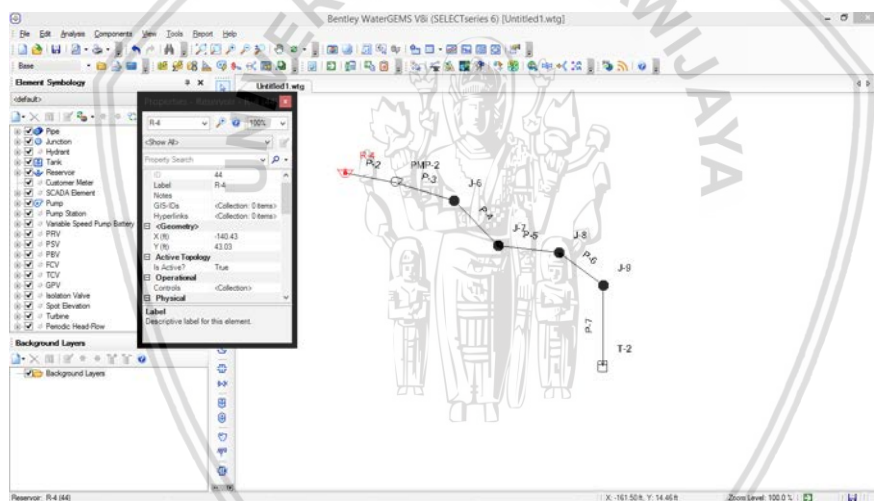 Bentley WaterGEMS V8i (SELECTseries 6) [Untitled1.wtg]
File Edit Analysis Components View Tools Report Help
Base
Element Symbology
Untitled1.wtg
<default>
Pipe
Junction
Hydrant
Tank
Reservoir
Customer Meter
SCADA Element
Pump
Pump Station
Variable Speed Pump Battery
PRV
PSV
PBV
FCV
TCV
GPV
Isolation Valve
Spot Elevation
Turbine
Periodic Head-Flow
Background Layers
Background Layers
R-4
100%
<Show All>
Property Search
ID 44
Label R-4
Notes
GIS-IDs <Collection: 0 items>
Hyperlinks <Collection: 0 items>
<Geometry>
X (ft) -140.43
Y (ft) 43.03
Active Topology
Is Active? True
Operational
Controls <Collection>
Physical
Label
Descriptive label for this element.
R-4
P-2
PMP-2
P-3
J-6
P-4
J-7
P-5
J-8
P-6
J-9
P-7
T-2
UNIVERSITAS BRAWIJAYA
Reservoir: R-4 (44)
X: -161.50 ft, Y: 14.46 ft
Zoom Level: 100.0 %